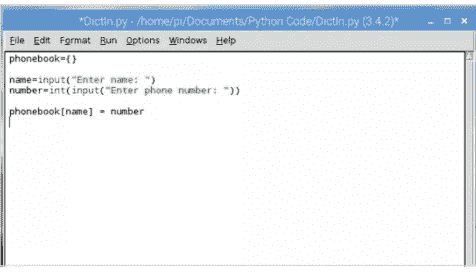 *DictIn.py - /home/pi/Documents/Python Code/DictIn.py (3.4.2)*
File Edit Format Run Options Windows Help
phonebook={}
name=input("Enter name: ")
number=int(input("Enter phone number: "))
phonebook[name] = number